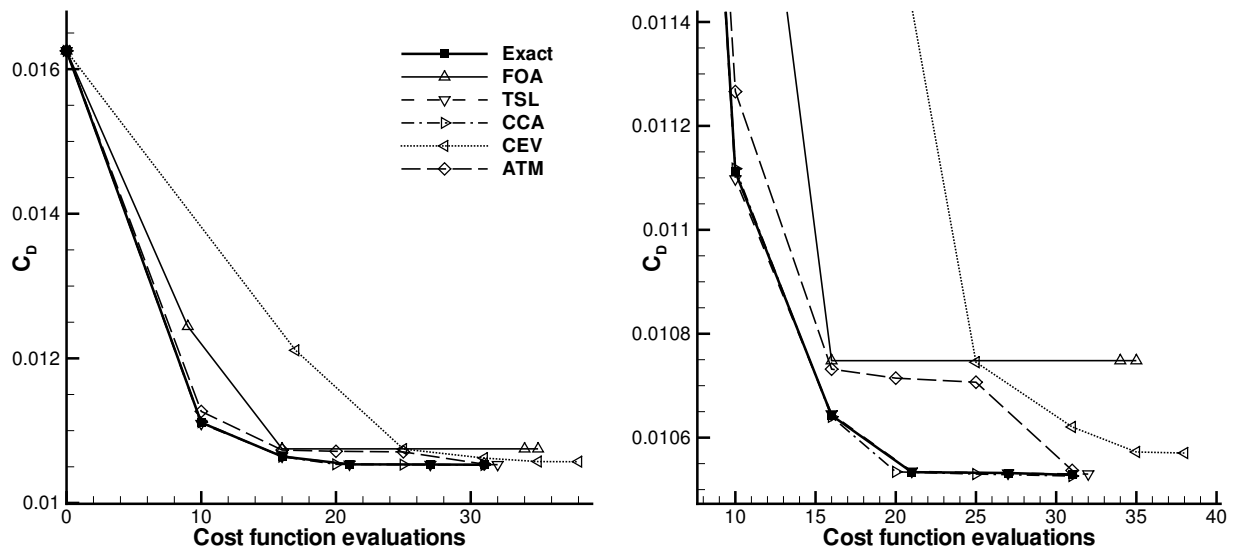 0.016
0.014
0.012
0.01
C_D
0 10 20 30
Cost function evaluations
Exact
FOA
TSL
CCA
CEV
ATM
0.0114
0.0112
0.011
0.0108
0.0106
C_D
10 15 20 25 30 35 40
Cost function evaluations